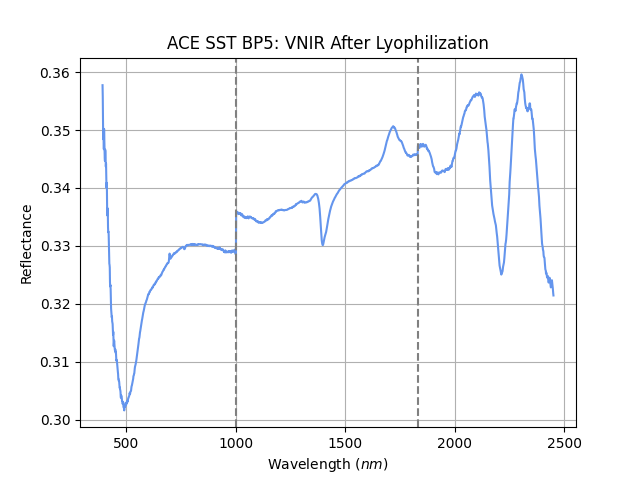 ACE SST BP5: VNIR After Lyophilization
0.36
0.35
0.34
0.33
0.32
0.31
0.30
Reflectance
500 1000 1500 2000 2500
Wavelength (nm)